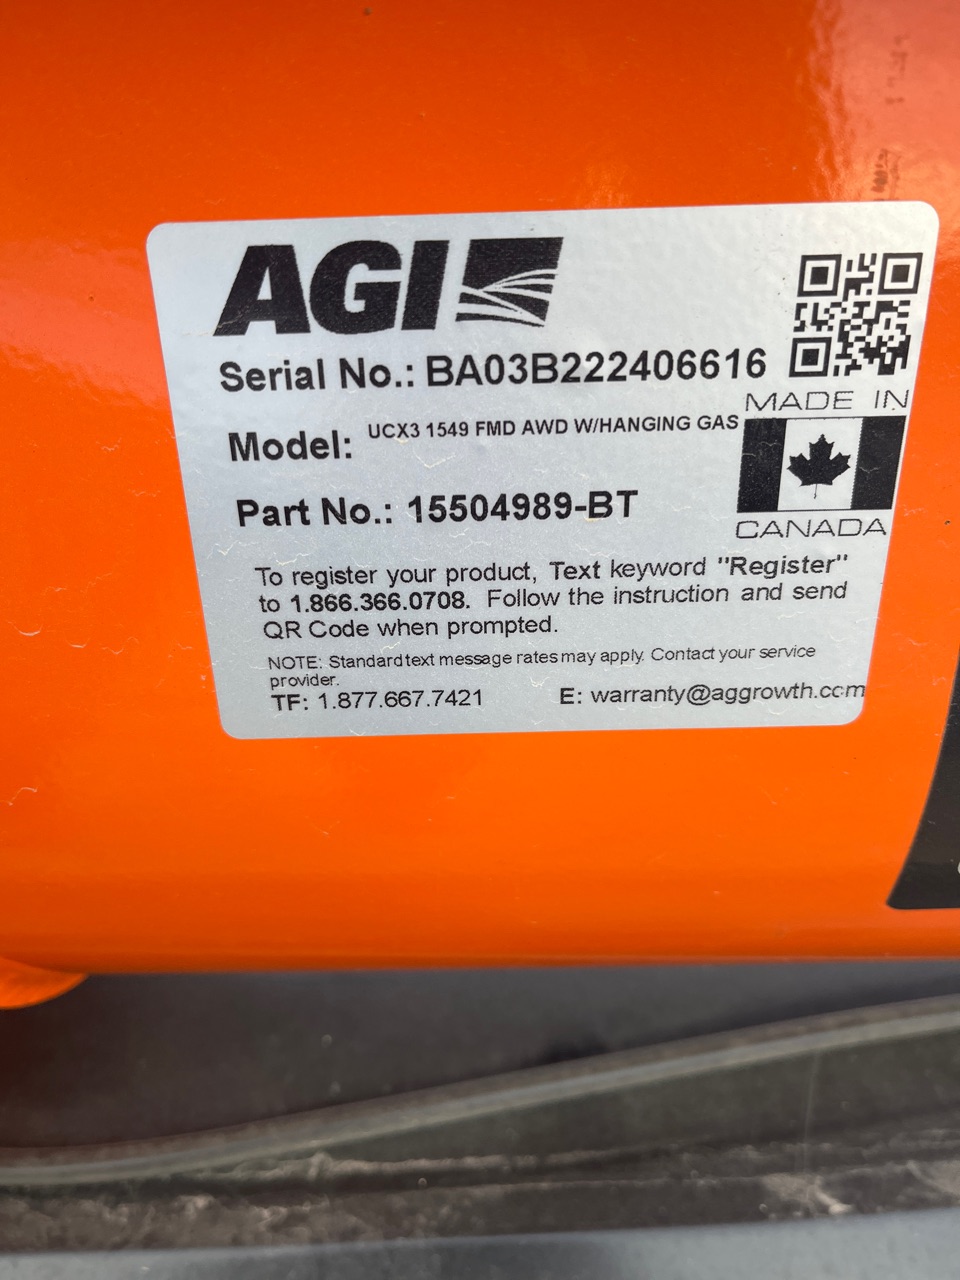 AGI
Serial No.: BA03B222406616
MADE IN
Model: UCX3 1549 FMD AWD W/HANGING GAS
Part No.: 15504989-BT
CANADA
To register your product, Text keyword "Register"
to 1.866.366.0708. Follow the instruction and send
QR Code when prompted.
NOTE: Standard text message rates may apply. Contact your service
provider.
TF: 1.877.667.7421 E: warranty@aggrowth.com